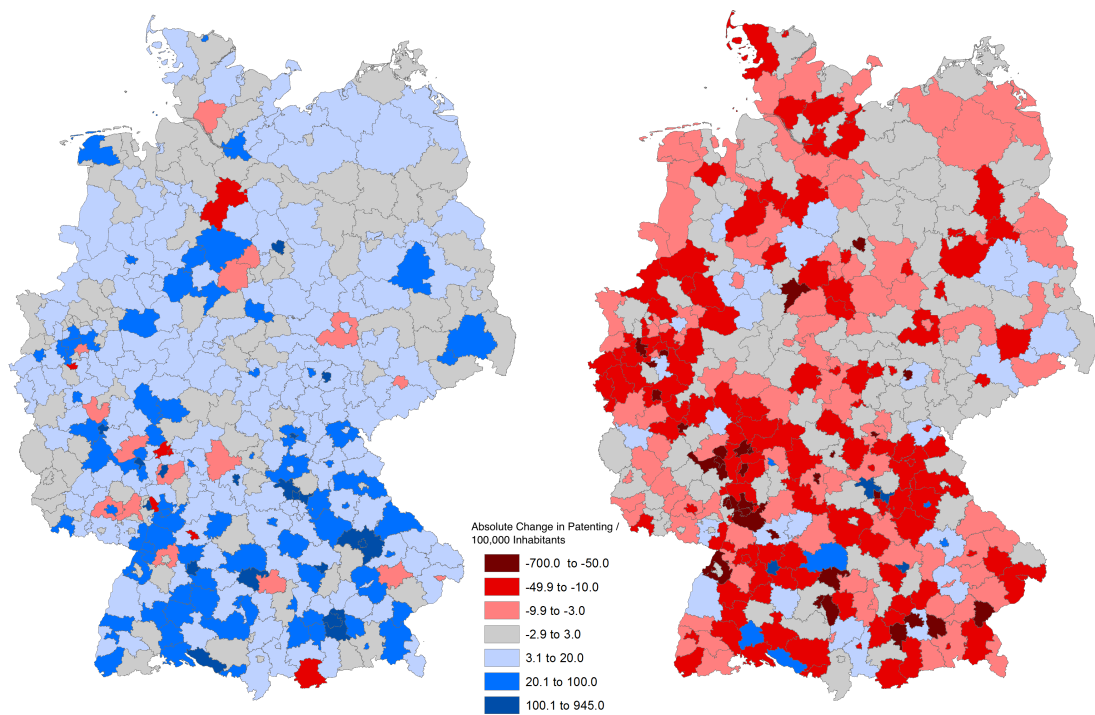 Absolute Change in Patenting /
100,000 Inhabitants
-700.0 to -50.0
-49.9 to -10.0
-9.9 to -3.0
-2.9 to 3.0
3.1 to 20.0
20.1 to 100.0
100.1 to 945.0